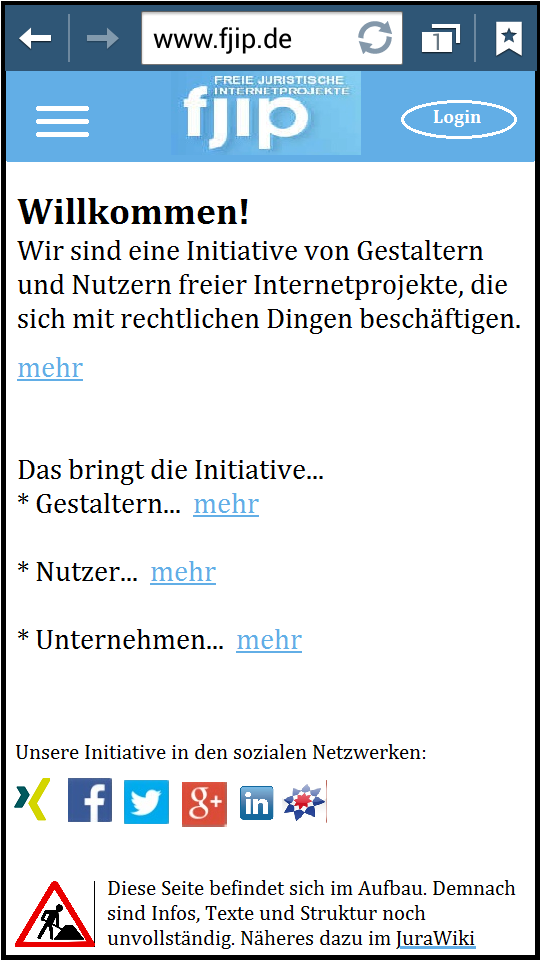 www.fjip.de
1
FREIE JURISTISCHE
INTERNETPROJEKTE
fjip
Login
Willkommen!
Wir sind eine Initiative von Gestaltern
und Nutzern freier Internetprojekte, die
sich mit rechtlichen Dingen beschäftigen.
mehr
Das bringt die Initiative...
* Gestaltern... mehr
* Nutzer... mehr
* Unternehmen... mehr
Unsere Initiative in den sozialen Netzwerken:
f g+ in
Diese Seite befindet sich im Aufbau. Demnach
sind Infos, Texte und Struktur noch
unvollständig. Näheres dazu im JuraWiki